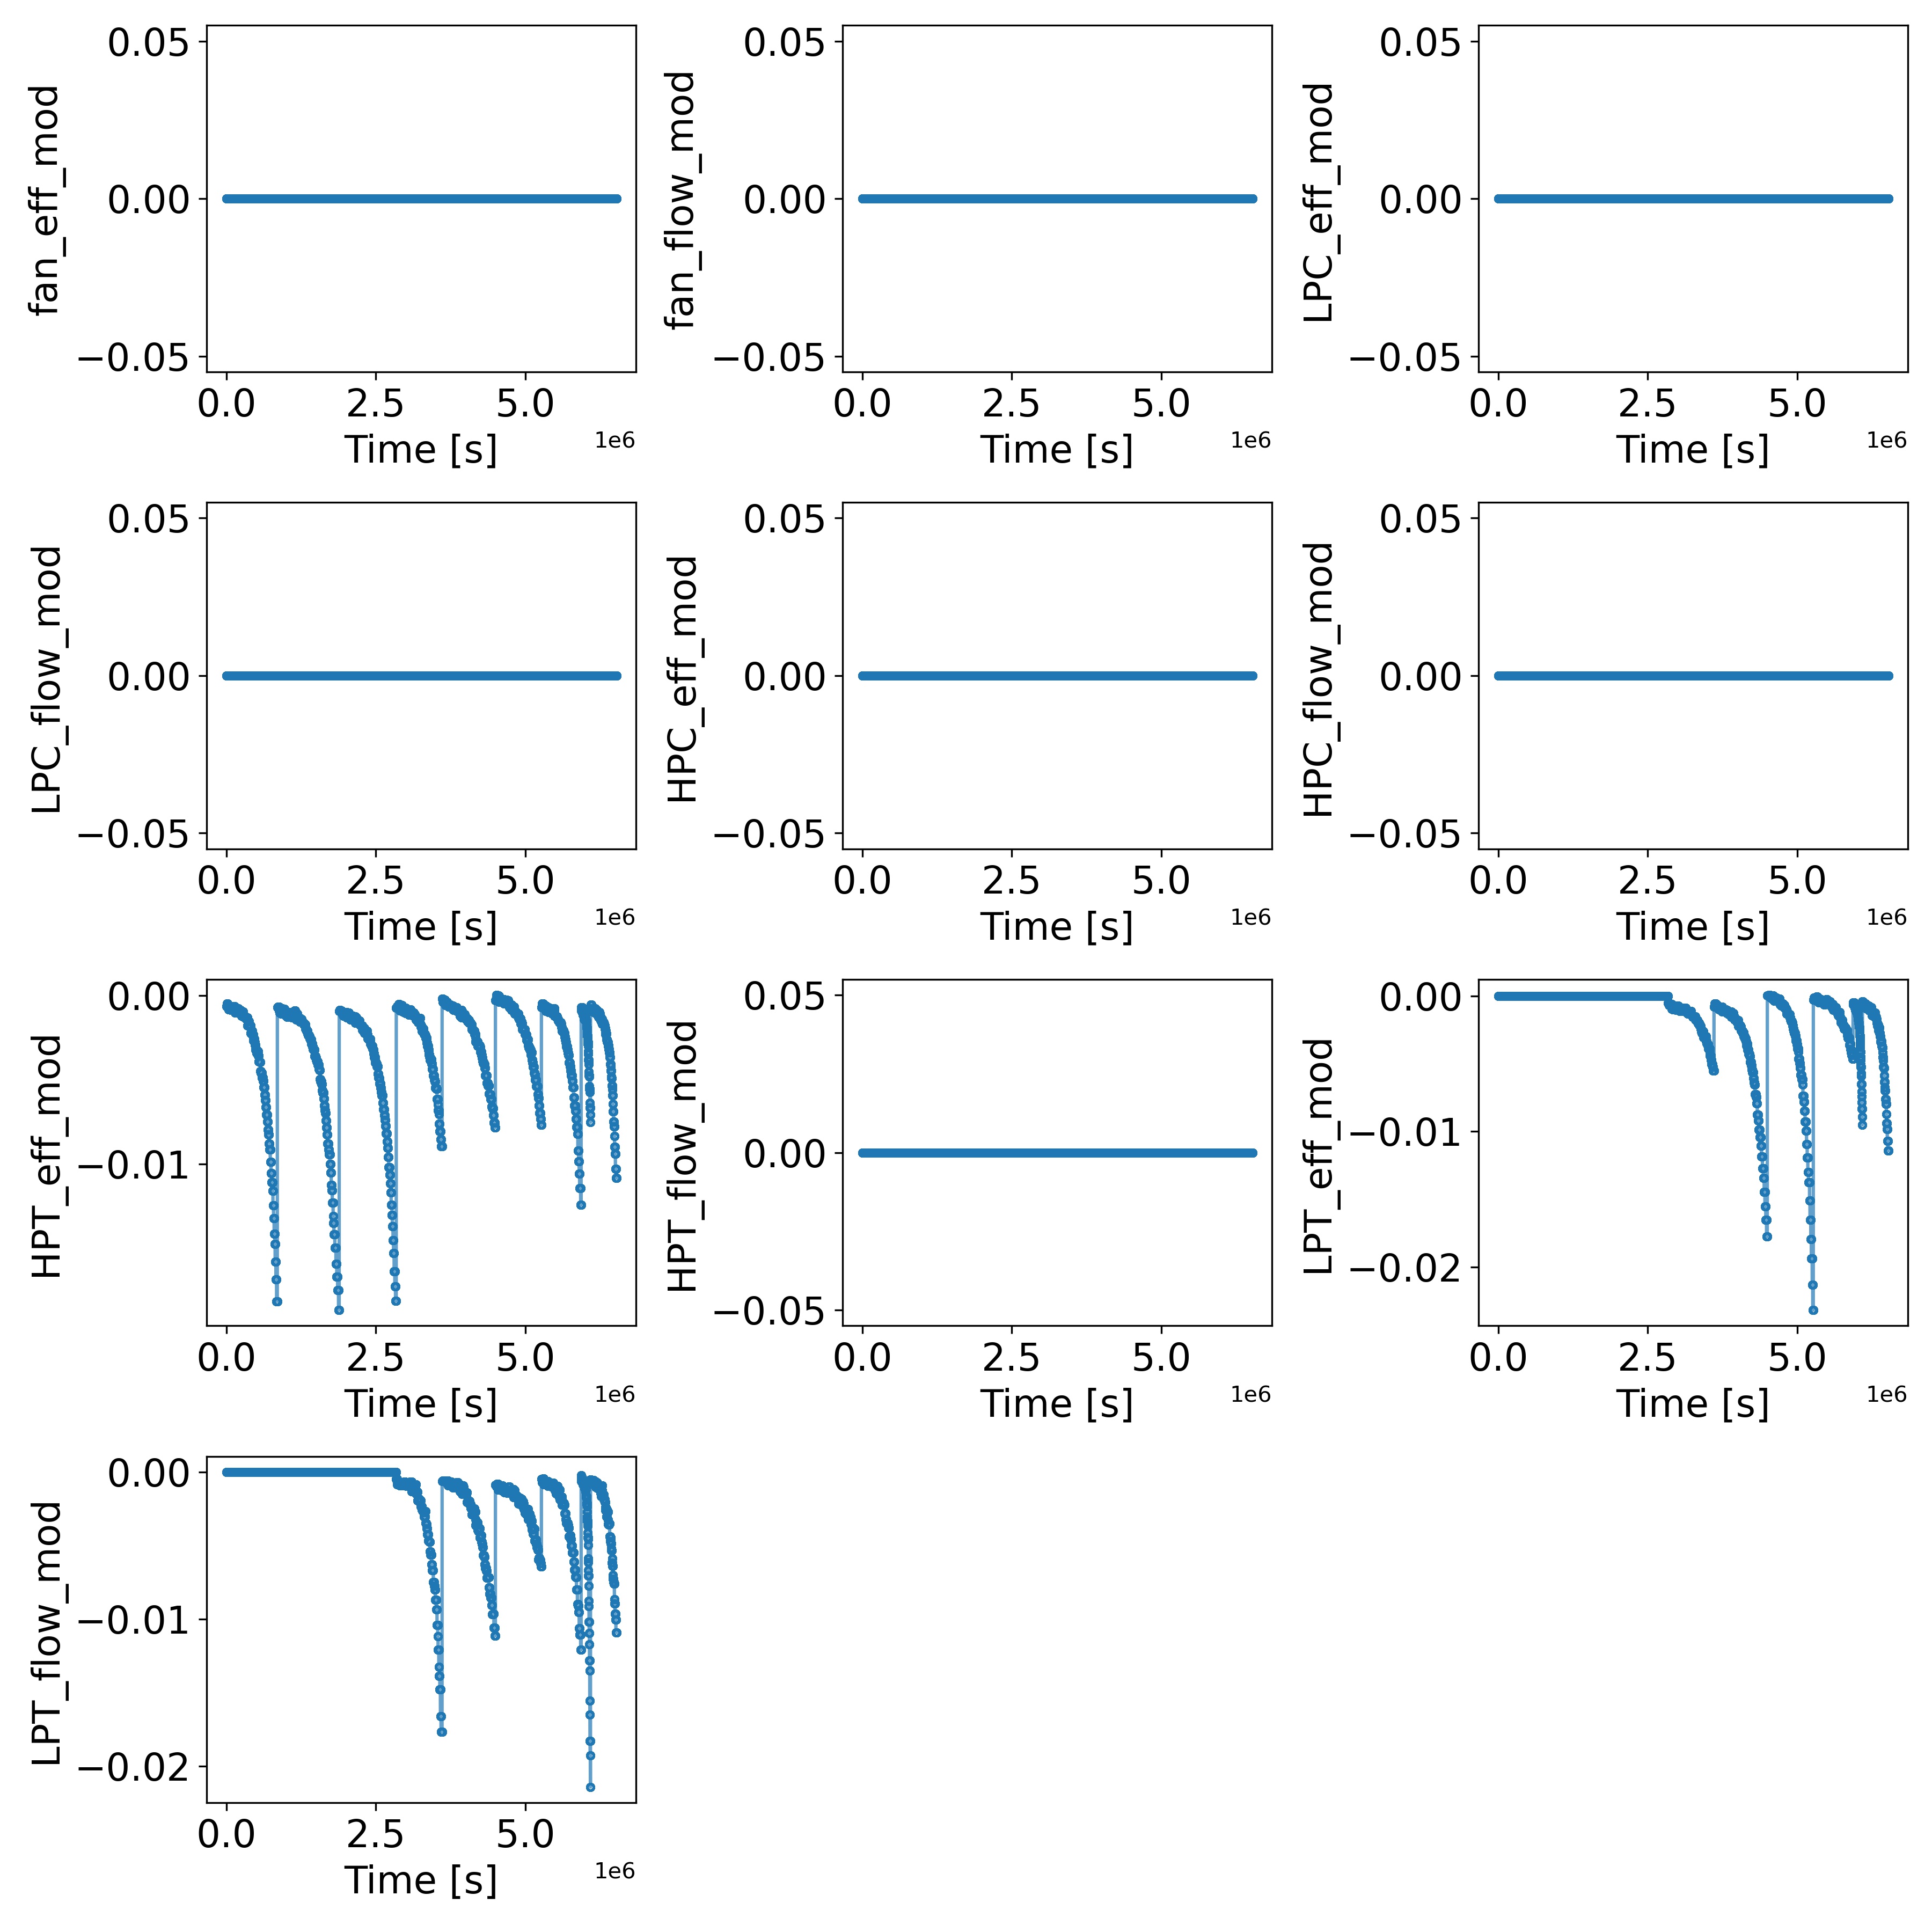 0.05 0.05 0.05
fan_eff_mod fan_flow_mod LPC_eff_mod
0.00 0.00 0.00
−0.05 −0.05 −0.05
0.0 2.5 5.0 0.0 2.5 5.0 0.0 2.5 5.0
Time [s] 1e6 Time [s] 1e6 Time [s] 1e6
0.05 0.05 0.05
LPC_flow_mod HPC_eff_mod HPC_flow_mod
0.00 0.00 0.00
−0.05 −0.05 −0.05
0.0 2.5 5.0 0.0 2.5 5.0 0.0 2.5 5.0
Time [s] 1e6 Time [s] 1e6 Time [s] 1e6
0.00 0.05 0.00
HPT_eff_mod HPT_flow_mod LPT_eff_mod
−0.01 0.00 −0.01
−0.05 −0.02
0.0 2.5 5.0 0.0 2.5 5.0 0.0 2.5 5.0
Time [s] 1e6 Time [s] 1e6 Time [s] 1e6
0.00
LPT_flow_mod
−0.01
−0.02
0.0 2.5 5.0
Time [s] 1e6